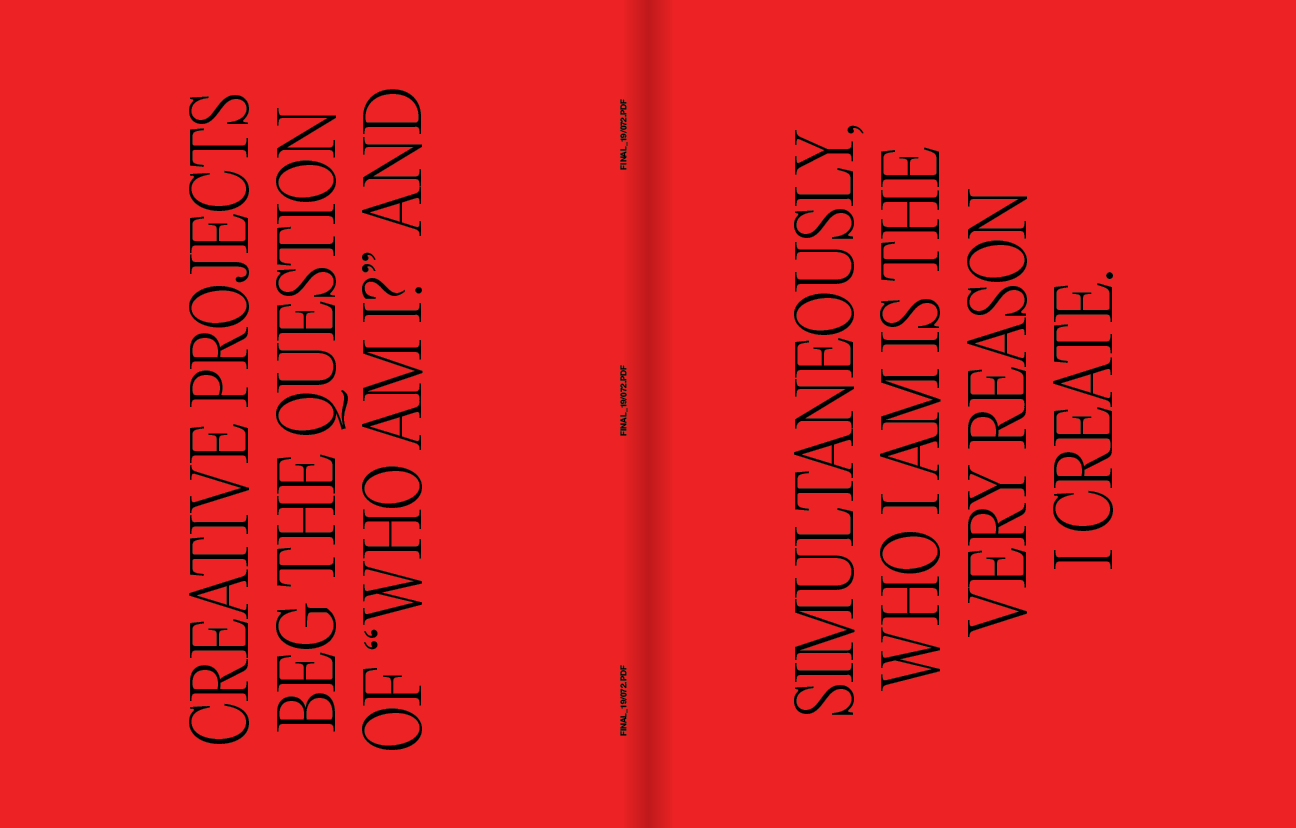 CREATIVE PROJECTS
BEG THE QUESTION
OF “WHO AM I?” AND
FINAL_19/072.PDF
FINAL_19/072.PDF
FINAL_19/072.PDF
SIMULTANEOUSLY,
WHO I AM IS THE
VERY REASON
I CREATE.